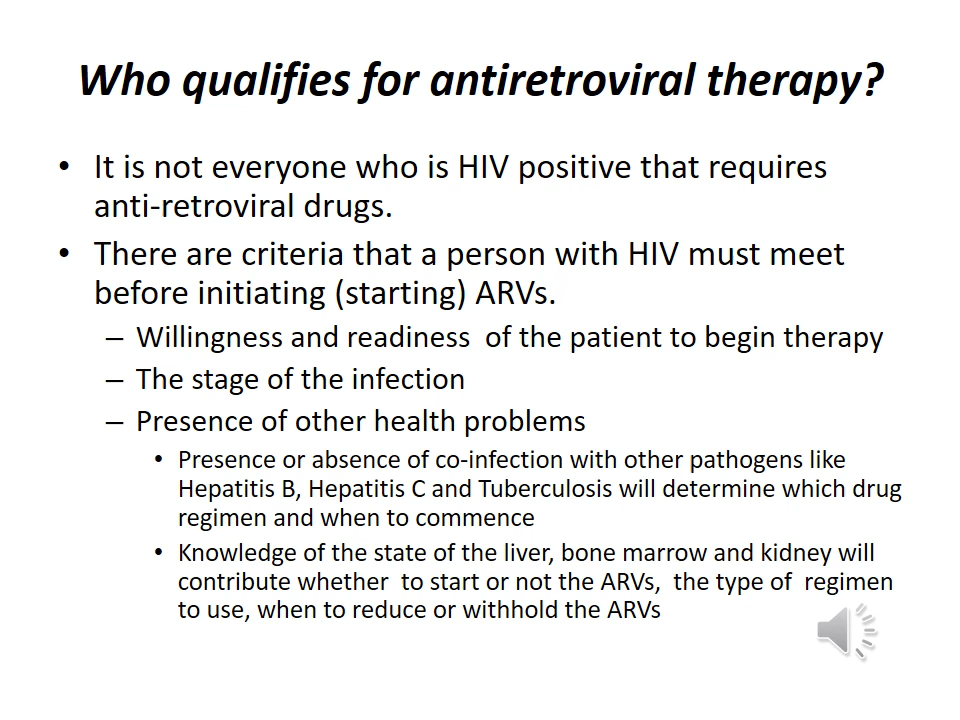 Who qualifies for antiretroviral therapy?
• It is not everyone who is HIV positive that requires
anti-retroviral drugs.
• There are criteria that a person with HIV must meet
before initiating (starting) ARVs.
– Willingness and readiness  of the patient to begin therapy
– The stage of the infection
– Presence of other health problems
• Presence or absence of co-infection with other pathogens like
Hepatitis B, Hepatitis C and Tuberculosis will determine which drug
regimen and when to commence
• Knowledge of the state of the liver, bone marrow and kidney will
contribute whether  to start or not the ARVs,  the type of  regimen
to use, when to reduce or withhold the ARVs